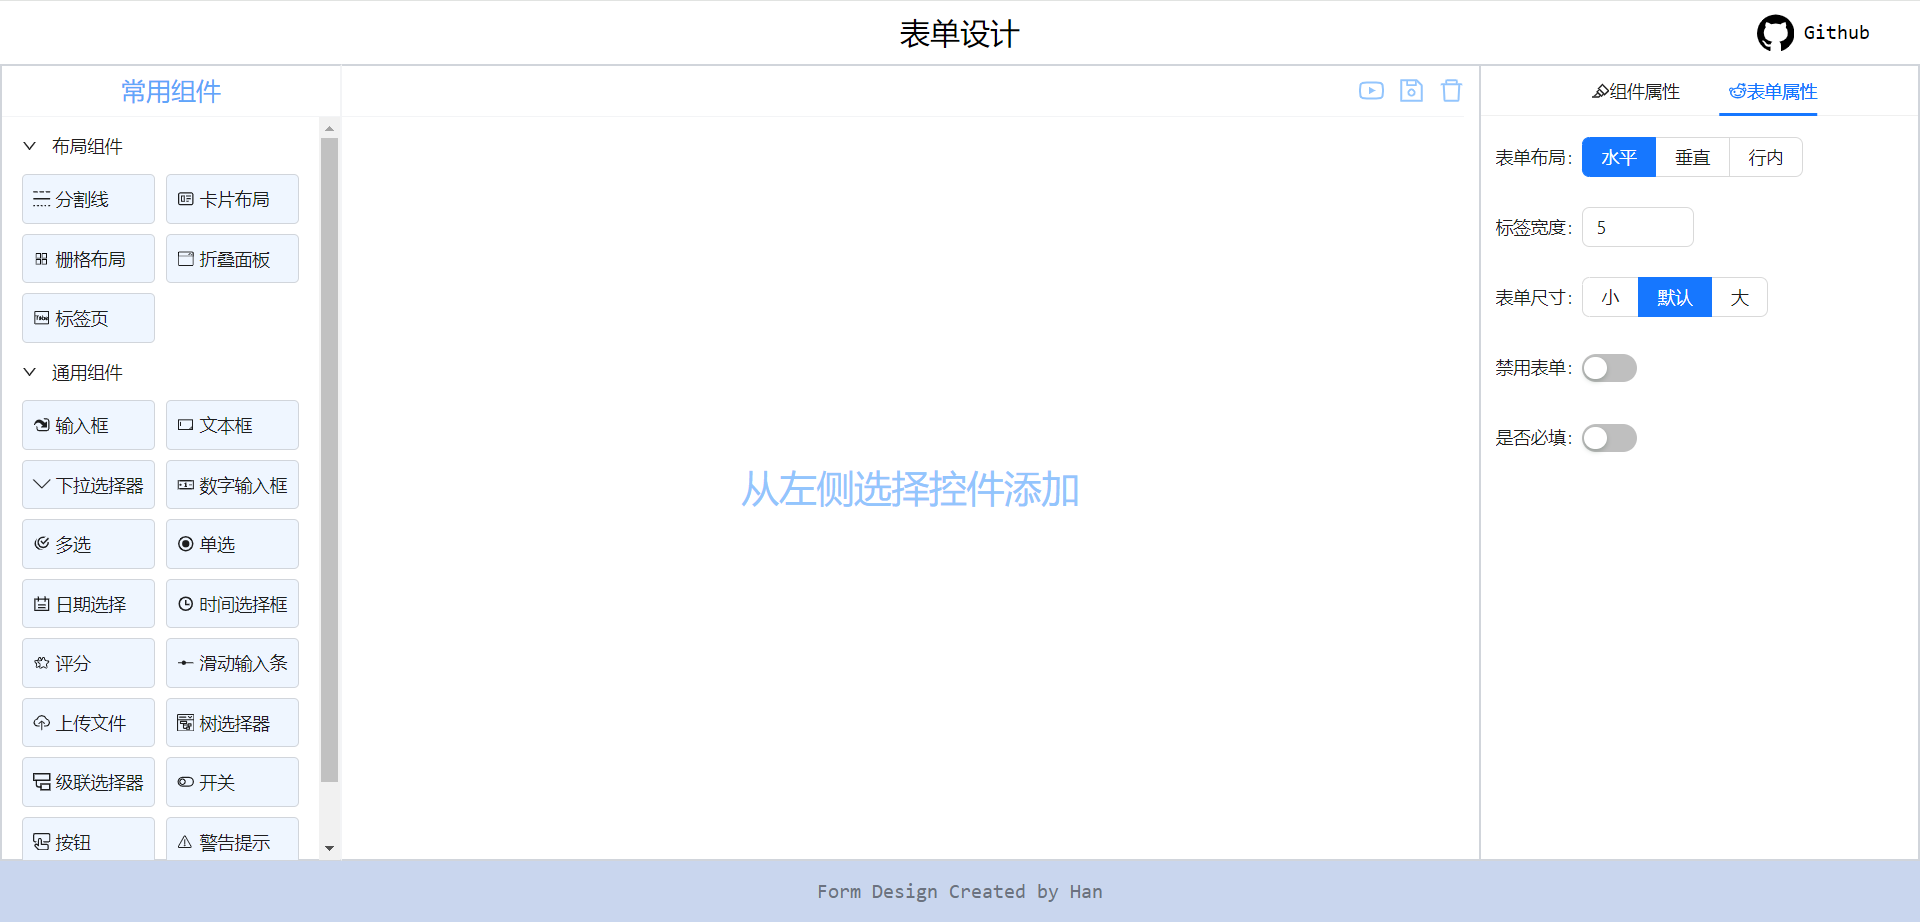 表单设计
Github
常用组件
布局组件
分割线
卡片布局
栅格布局
折叠面板
标签页
通用组件
输入框
文本框
下拉选择器
数字输入框
多选
单选
日期选择
时间选择框
评分
滑动输入条
上传文件
树选择器
级联选择器
开关
按钮
警告提示
从左侧选择控件添加
组件属性
表单属性
表单布局:
水平
垂直
行内
标签宽度:
5
表单尺寸:
小
默认
大
禁用表单:
是否必填:
Form Design Created by Han